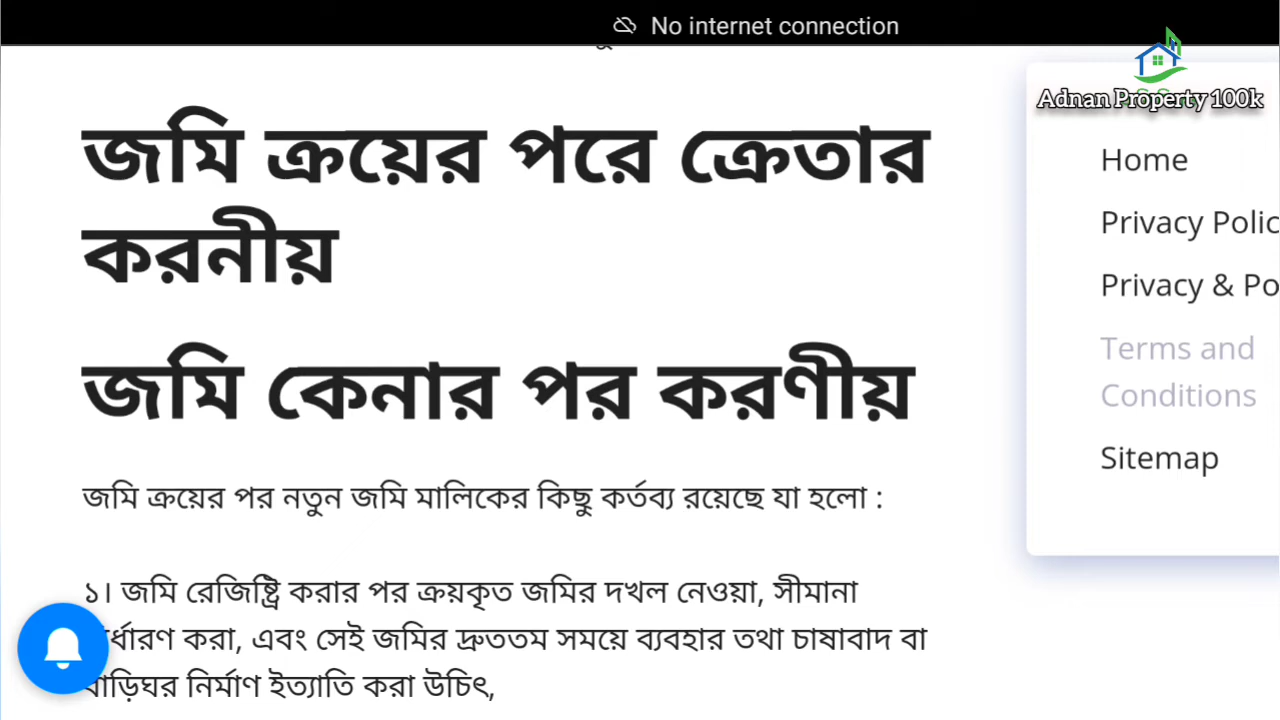 No internet connection
Adnan Property 100k
জমি ক্রয়ের পরে ক্রেতার
করনীয়
জমি কেনার পর করণীয়
জমি ক্রয়ের পর নতুন জমি মালিকের কিছু কর্তব্য রয়েছে যা হলো :
১। জমি রেজিষ্ট্রি করার পর ক্রয়কৃত জমির দখল নেওয়া, সীমানা
র্ধারণ করা, এবং সেই জমির দ্রুততম সময়ে ব্যবহার তথা চাষাবাদ বা
বাড়িঘর নির্মাণ ইত্যাতি করা উচিৎ,
Home
Privacy Polic
Privacy & Po
Terms and
Conditions
Sitemap